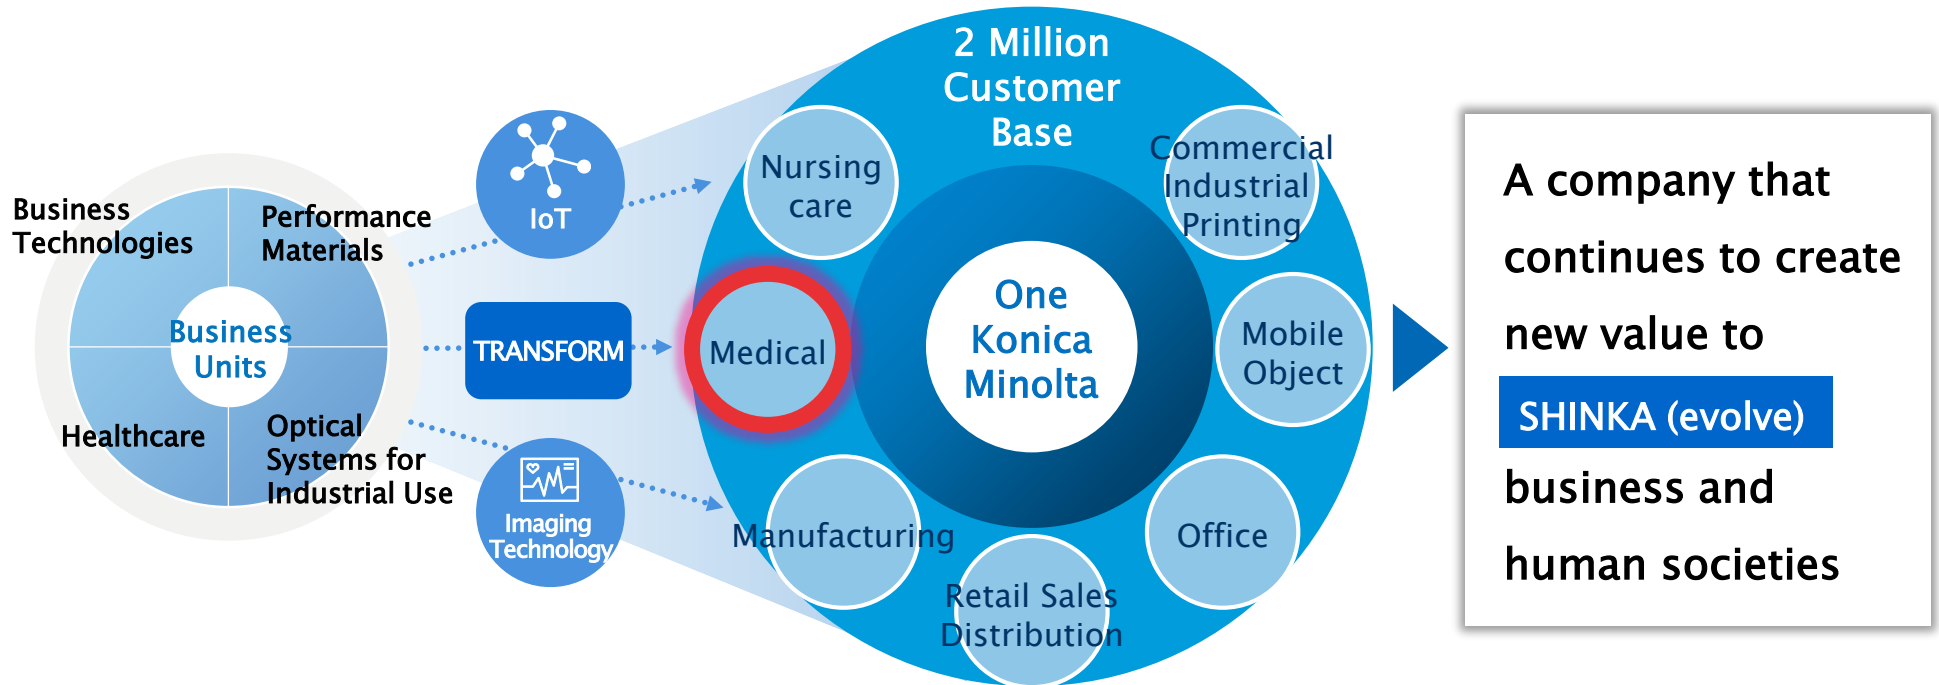 Business
Technologies
Performance
Materials
Business
Units
Healthcare
Optical
Systems for
Industrial Use
IoT
TRANSFORM
Imaging
Technology
2 Million
Customer
Base
Nursing
care
Commercial
Industrial
Printing
Medical
One
Konica
Minolta
Mobile
Object
Manufacturing
Office
Retail Sales
Distribution
A company that
continues to create
new value to
SHINKA (evolve)
business and
human societies